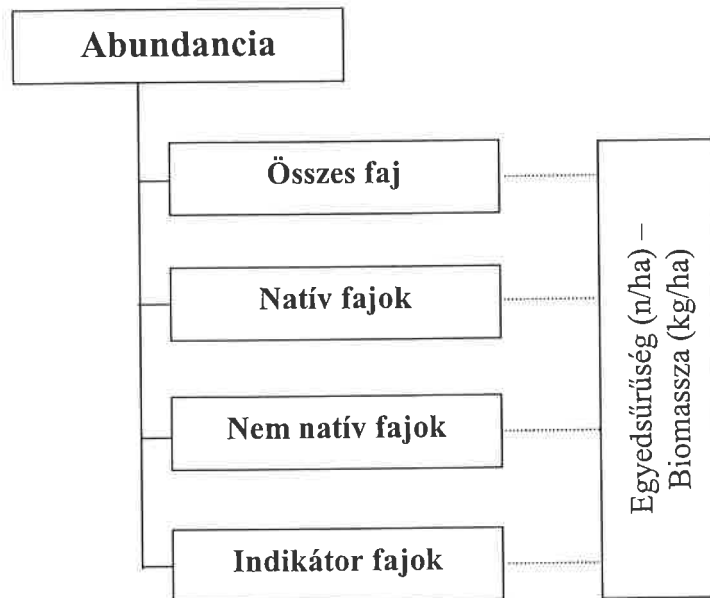 Abundancia
Összes faj
Natív fajok
Nem natív fajok
Indikátor fajok
Egyedsűrűség (n/ha) –
Biomassza (kg/ha)